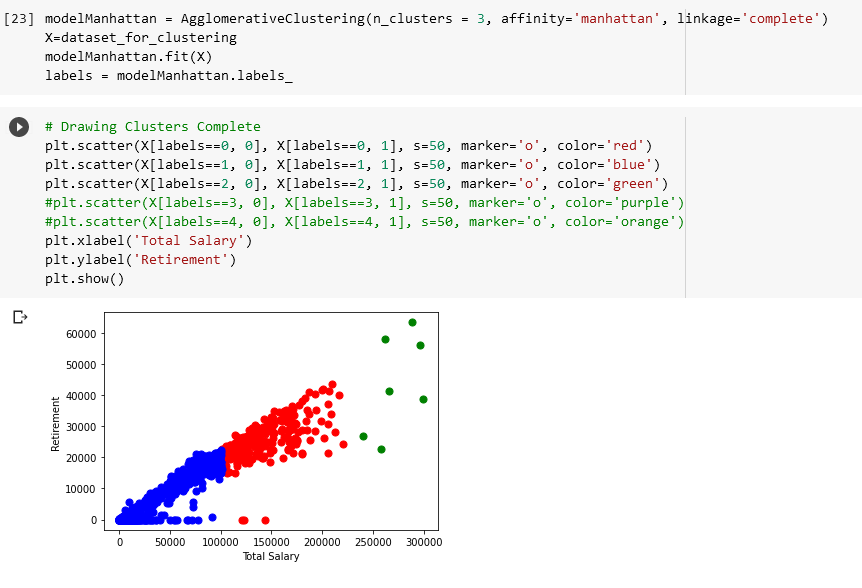 [23] modelManhattan = AgglomerativeClustering(n_clusters = 3, affinity='manhattan', linkage='complete')
X=dataset_for_clustering
modelManhattan.fit(X)
labels = modelManhattan.labels_
# Drawing Clusters Complete
plt.scatter(X[labels==0, 0], X[labels==0, 1], s=50, marker='o', color='red')
plt.scatter(X[labels==1, 0], X[labels==1, 1], s=50, marker='o', color='blue')
plt.scatter(X[labels==2, 0], X[labels==2, 1], s=50, marker='o', color='green')
#plt.scatter(X[labels==3, 0], X[labels==3, 1], s=50, marker='o', color='purple')
#plt.scatter(X[labels==4, 0], X[labels==4, 1], s=50, marker='o', color='orange')
plt.xlabel('Total Salary')
plt.ylabel('Retirement')
plt.show()
60000
50000
40000
30000
20000
10000
0
Retirement
0 50000 100000 150000 200000 250000 300000
Total Salary